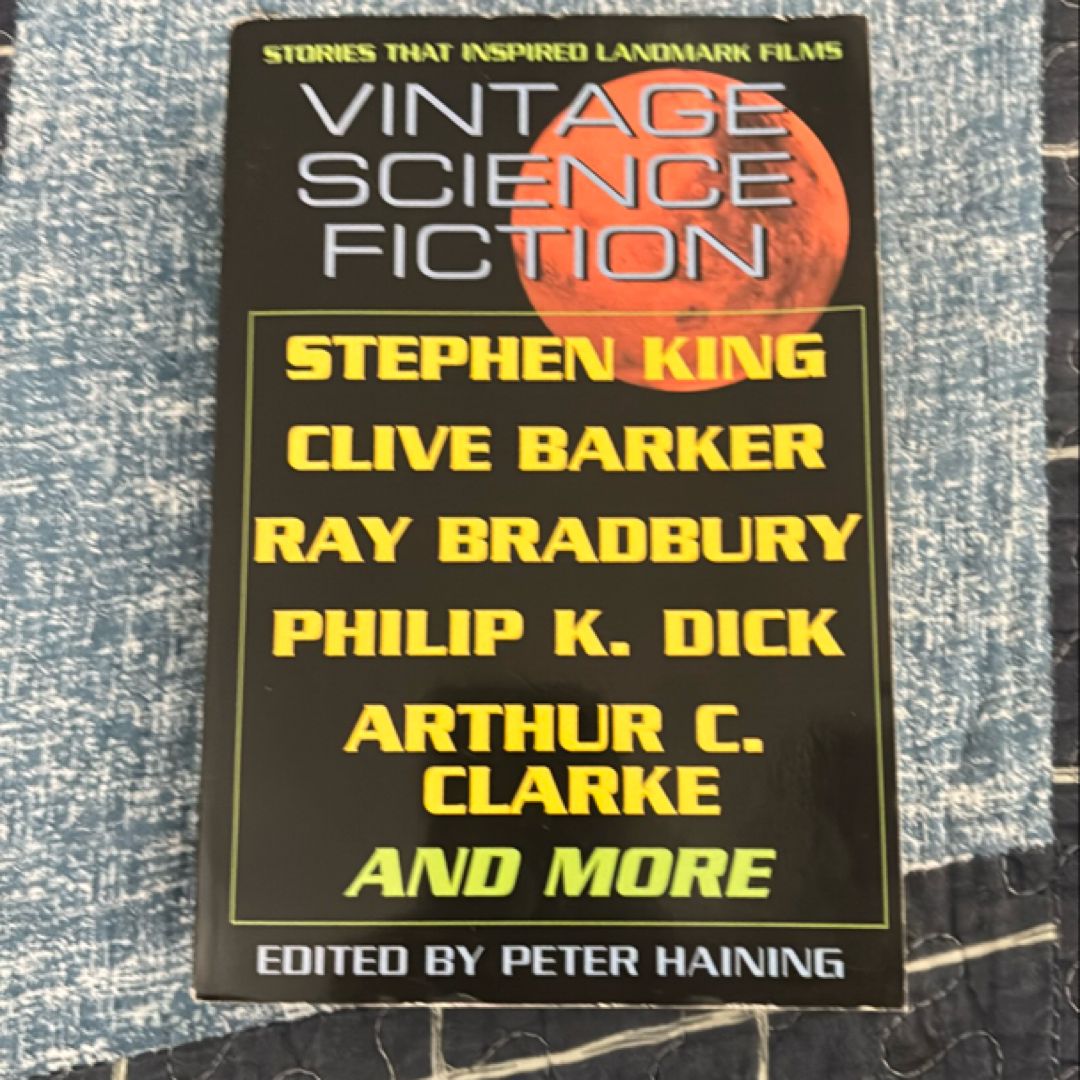 STORIES THAT INSPIRED LANDMARK FILMS
VINTAGE
SCIENCE
FICTION
STEPHEN KING
CLIVE BARKER
RAY BRADBURY
PHILIP K. DICK
ARTHUR C.
CLARKE
AND MORE
EDITED BY PETER HAINING